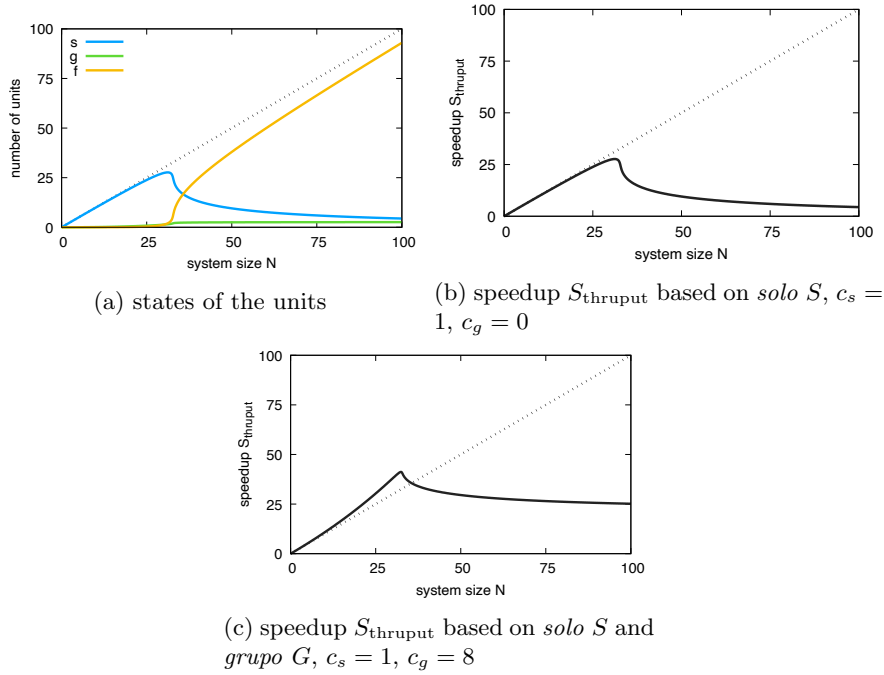 100
75
50
25
0
number of units
s
g
f
0
25
50
75
100
system size N
(a) states of the units
100
75
50
25
0
speedup S_thruput
0
25
50
75
100
system size N
(b) speedup S_thruput based on solo S, c_s =
1, c_g = 0
100
75
50
25
0
speedup S_thruput
0
25
50
75
100
system size N
(c) speedup S_thruput based on solo S and
grupo G, c_s = 1, c_g = 8